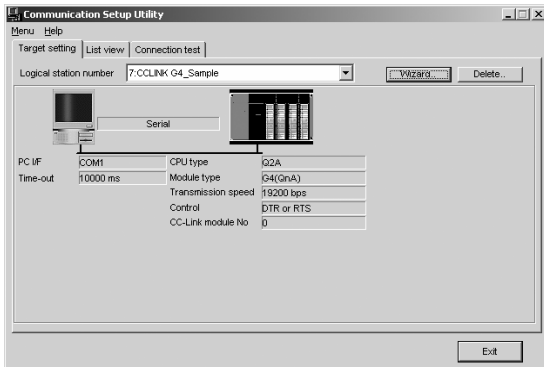 Communication Setup Utility
Menu Help
Target setting List view Connection test
Logical station number 7:CCLINK G4_Sample Wizard.. Delete..
Serial
PC I/F COM1 CPU type Q2A
Time-out 10000 ms Module type G4(QnA)
Transmission speed 19200 bps
Control DTR or RTS
CC-Link module No 0
Exit